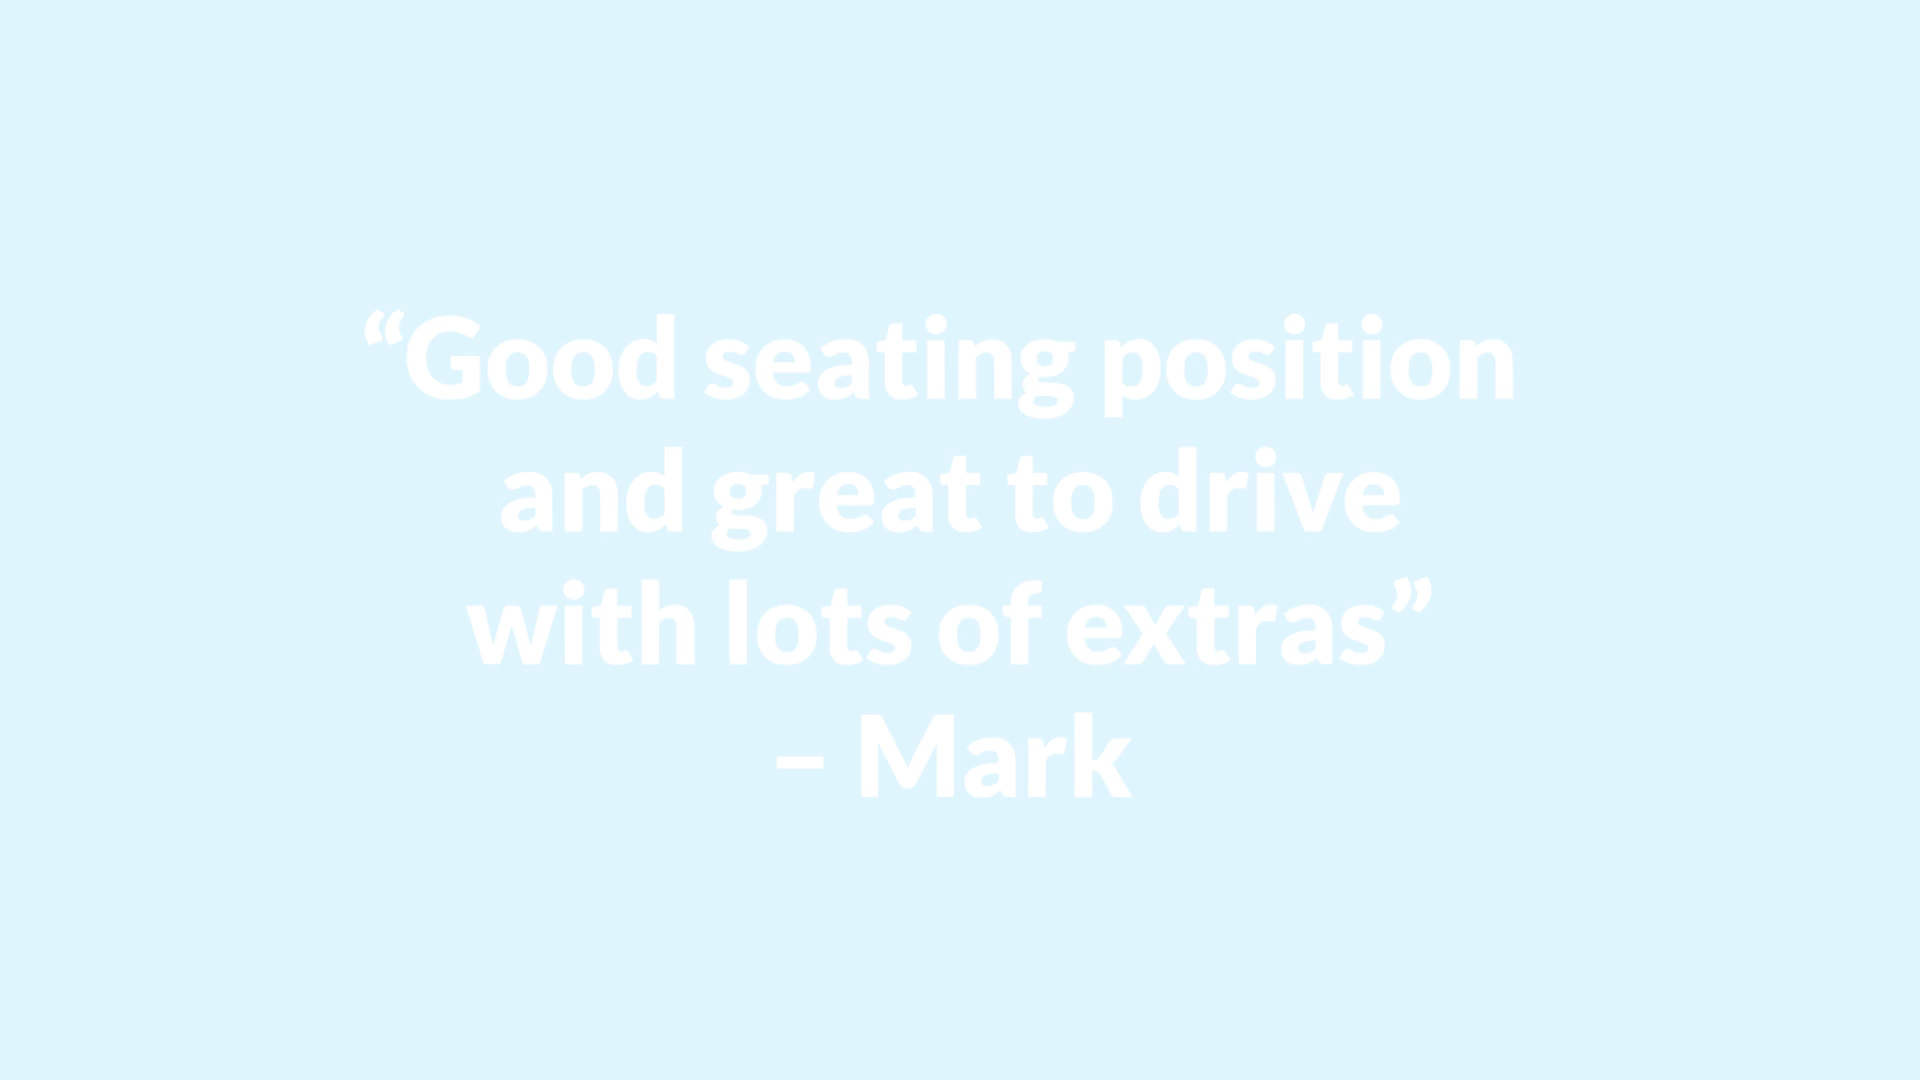 “Good seating position
and great to drive
with lots of extras”
– Mark